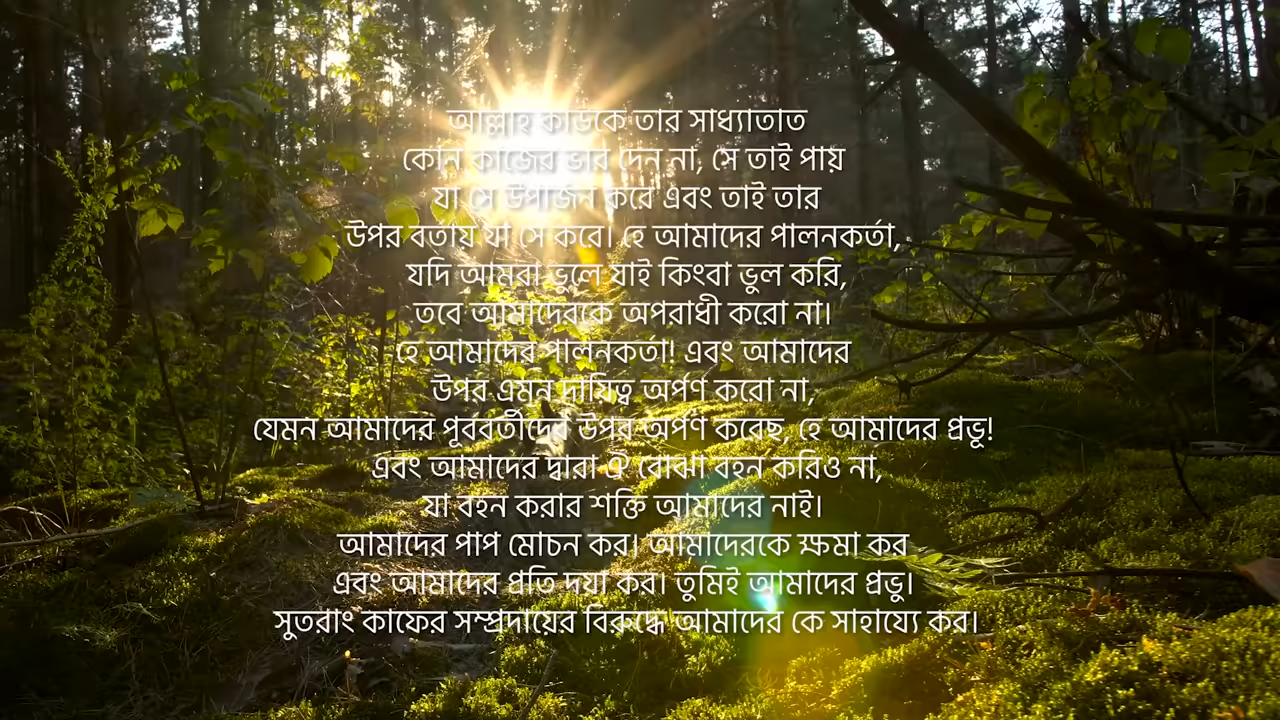 আল্লাহ কাউকে তার সাধ্যাতাত
কোন কাজের ভার দেন না, সে তাই পায়
যা সে উপার্জন করে এবং তাই তার
উপর বর্তায় যা সে করে। হে আমাদের পালনকর্তা,
যদি আমরা ভুলে যাই কিংবা ভুল করি,
তবে আমাদেরকে অপরাধী করো না।
হে আমাদের পালনকর্তা! এবং আমাদের
উপর এমন দায়িত্ব অর্পণ করো না,
যেমন আমাদের পূর্ববর্তীদের উপর অর্পণ করেছ, হে আমাদের প্রভূ!
এবং আমাদের দ্বারা ঐ বোঝা বহন করিও না,
যা বহন করার শক্তি আমাদের নাই।
আমাদের পাপ মোচন কর। আমাদেরকে ক্ষমা কর
এবং আমাদের প্রতি দয়া কর। তুমিই আমাদের প্রভু।
সুতরাং কাফের সম্প্রদায়ের বিরুদ্ধে আমাদের কে সাহায্যে কর।